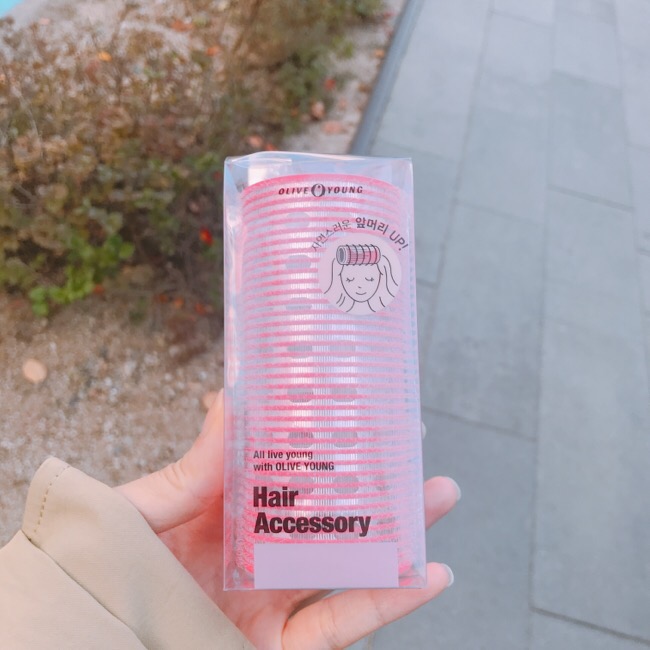 OLIVE YOUNG
자연스러운 앞머리 UP!
All live young
with OLIVE YOUNG
Hair
Accessory